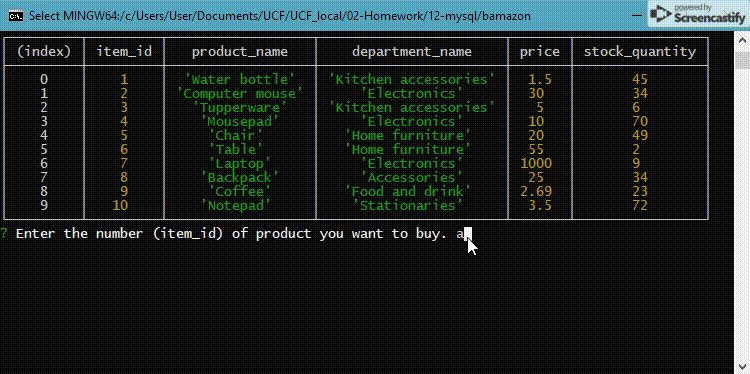 Select MINGW64:/c/Users/User/Documents/UCF/UCF_local/02-Homework/12-mysql/bamazon
powered by
Screencastify
(index) item_id product_name department_name price stock_quantity
0 1 'Water bottle' 'Kitchen accessories' 1.5 45
1 2 'Computer mouse' 'Electronics' 30 34
2 3 'Tupperware' 'Kitchen accessories' 5 6
3 4 'Mousepad' 'Electronics' 10 70
4 5 'Chair' 'Home furniture' 20 49
5 6 'Table' 'Home furniture' 55 2
6 7 'Laptop' 'Electronics' 1000 9
7 8 'Backpack' 'Accessories' 25 34
8 9 'Coffee' 'Food and drink' 2.69 23
9 10 'Notepad' 'Stationaries' 3.5 72
? Enter the number (item_id) of product you want to buy. a